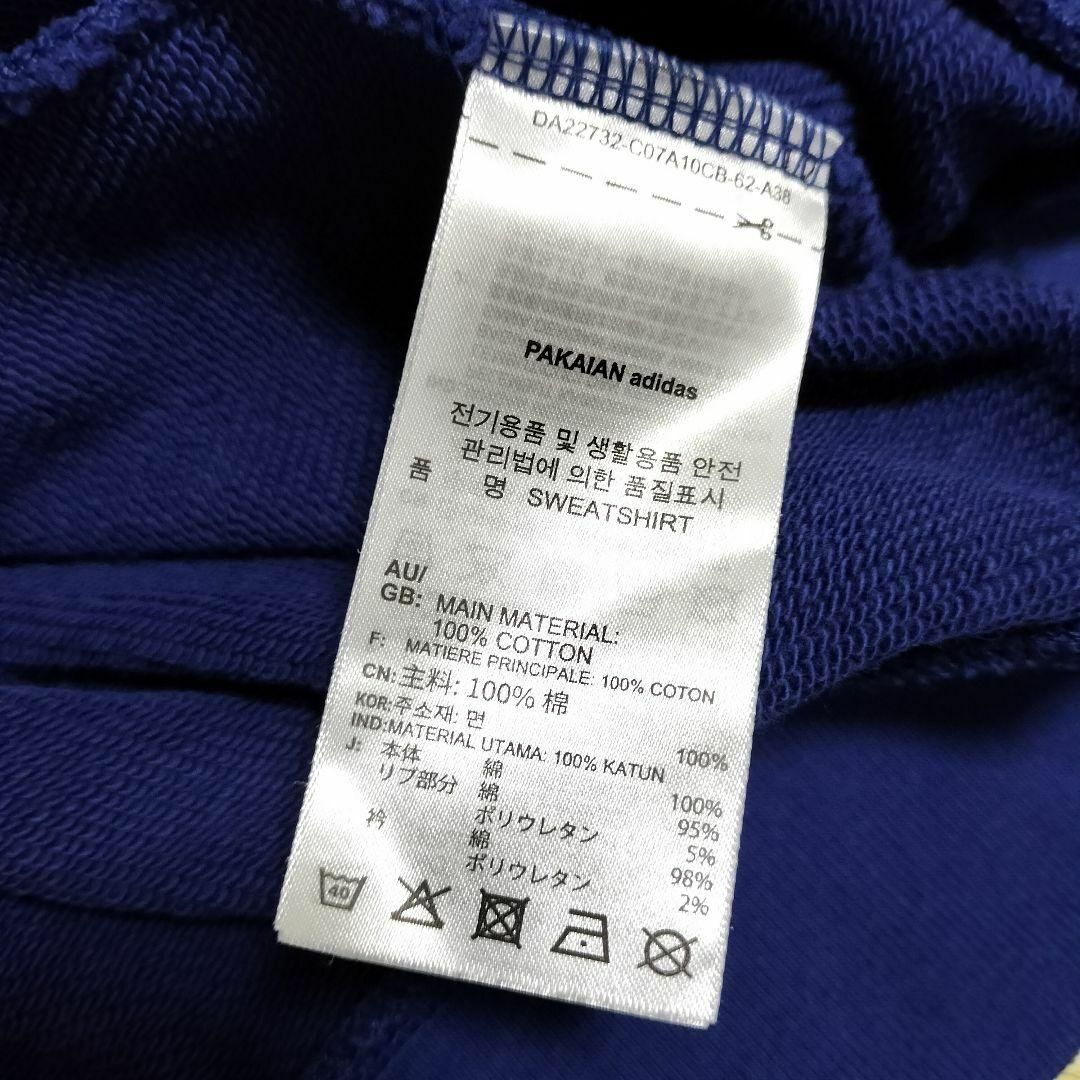 DA22732-C07A10CB-62-A38
PAKAIAN adidas
전기용품 및 생활용품 안전
관리법에 의한 품질표시
품 명 SWEATSHIRT
AU/
GB: MAIN MATERIAL:
100% COTTON
F: MATIERE PRINCIPALE: 100% COTON
CN: 主料: 100% 棉
KOR: 주소재: 면 100%
IND: MATERIAL UTAMA: 100% KATUN
J: 本体 綿 100%
リブ部分 綿 95%
ポリウレタン 5%
衿 綿 98%
ポリウレタン 2%
40